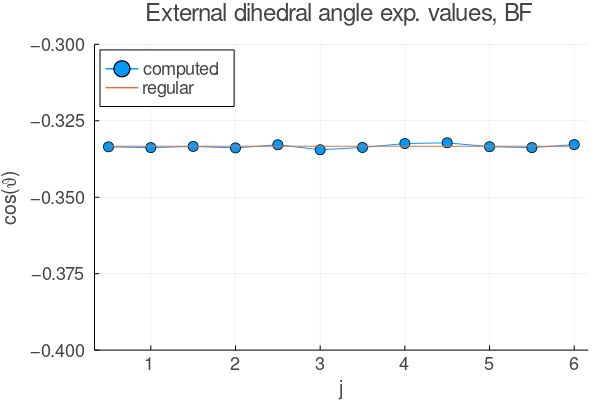 External dihedral angle exp. values, BF
−0.300
computed
regular
−0.325
−0.350
−0.375
−0.400
cos(ϑ)
1 2 3 4 5 6
j